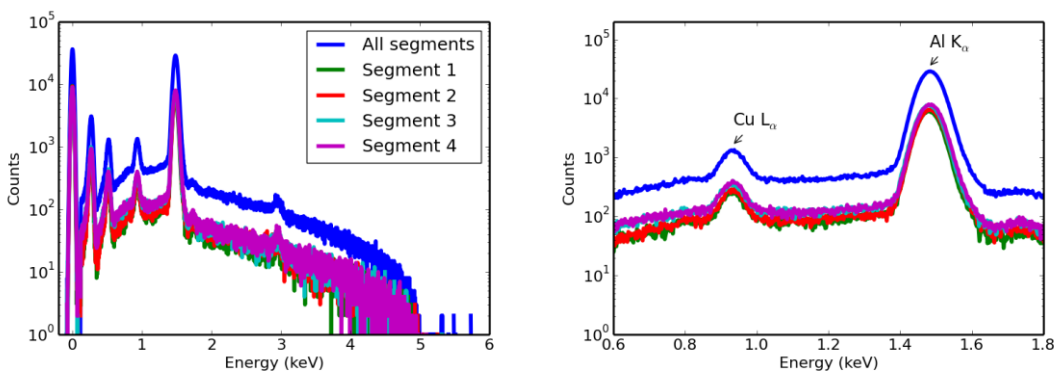 All segments
Segment 1
Segment 2
Segment 3
Segment 4
Counts
10⁵
10⁴
10³
10²
10¹
10⁰
0 1 2 3 4 5 6
Energy (keV)
Al Kα
Cu Lα
Counts
10⁵
10⁴
10³
10²
10¹
10⁰
0.6 0.8 1.0 1.2 1.4 1.6 1.8
Energy (keV)